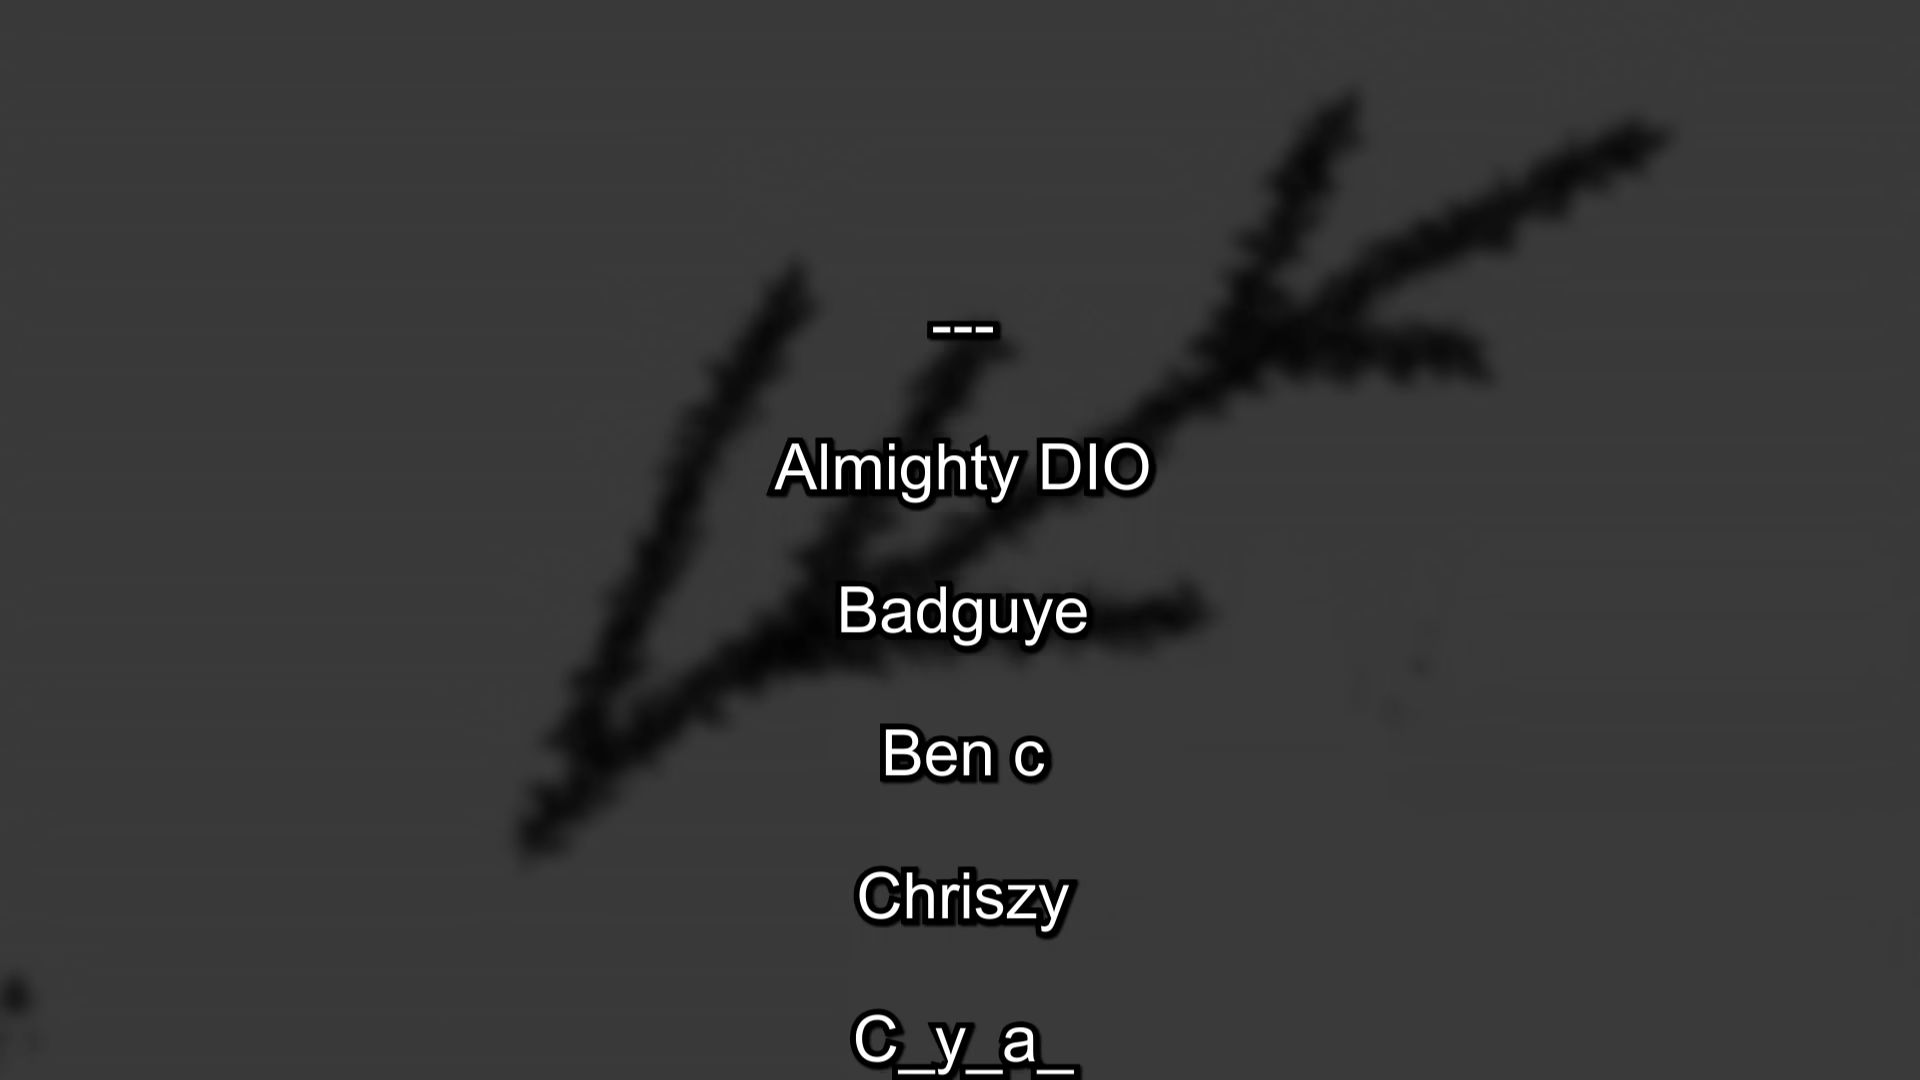 ---
Almighty DIO
Badguye
Ben c
Chriszy
C_y_a_